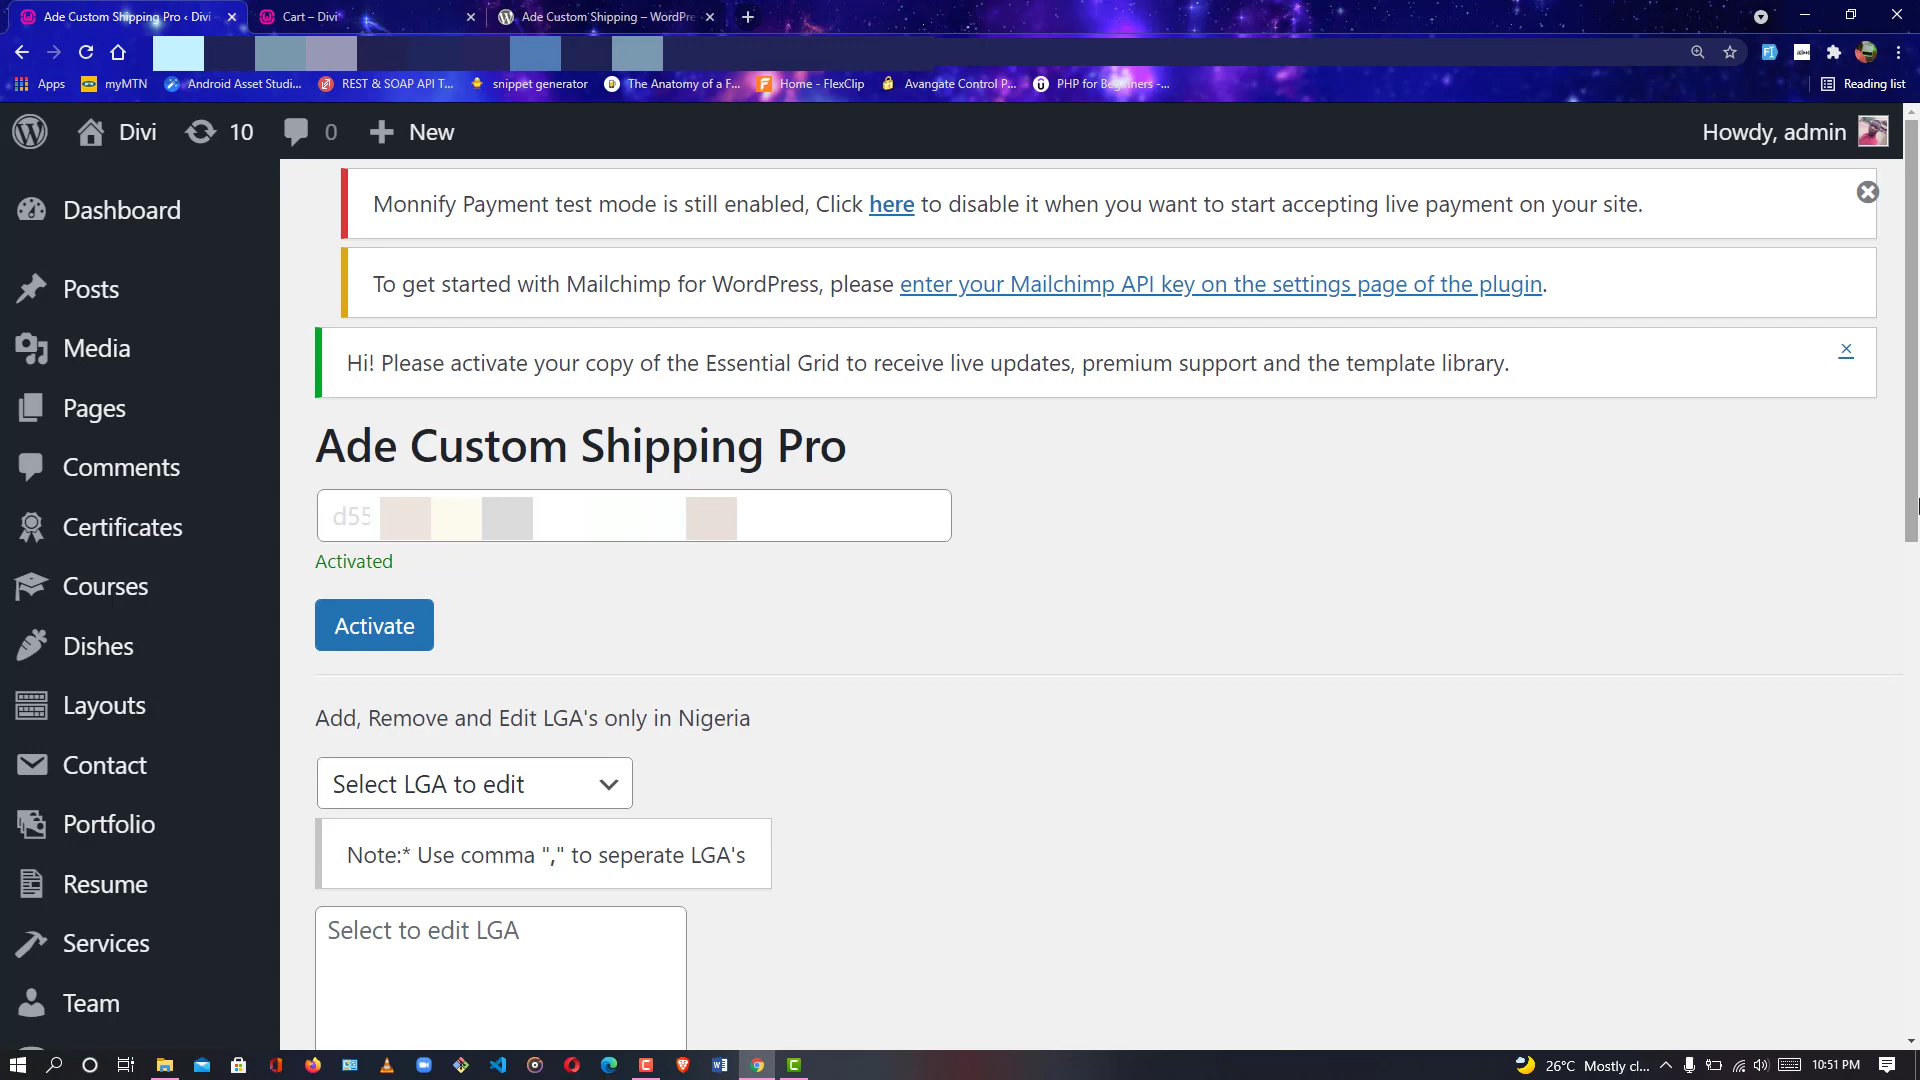 Ade Custom Shipping Pro ‹ Divi
Cart – Divi
Ade Custom Shipping – WordPre
Apps
myMTN
Android Asset Studi...
REST & SOAP API T...
snippet generator
The Anatomy of a F...
Home - FlexClip
Avangate Control P...
PHP for Beginners -...
Reading list
Divi
10
0
New
Howdy, admin
Dashboard
Posts
Media
Pages
Comments
Certificates
Courses
Dishes
Layouts
Contact
Portfolio
Resume
Services
Team
Monnify Payment test mode is still enabled, Click here to disable it when you want to start accepting live payment on your site.
To get started with Mailchimp for WordPress, please enter your Mailchimp API key on the settings page of the plugin.
Hi! Please activate your copy of the Essential Grid to receive live updates, premium support and the template library.
Ade Custom Shipping Pro
d55
Activated
Activate
Add, Remove and Edit LGA's only in Nigeria
Select LGA to edit
Note:* Use comma "," to seperate LGA's
Select to edit LGA
26°C Mostly cl...
10:51 PM